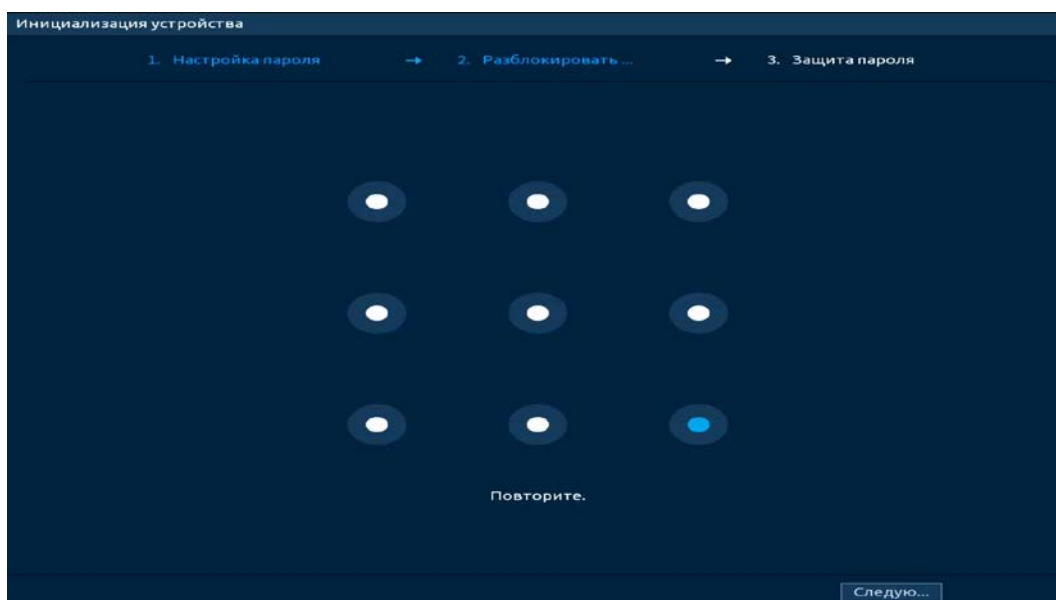 Инициализация устройства
1. Настройка пароля → 2. Разблокировать ... → 3. Защита пароля
Повторите.
Следую...